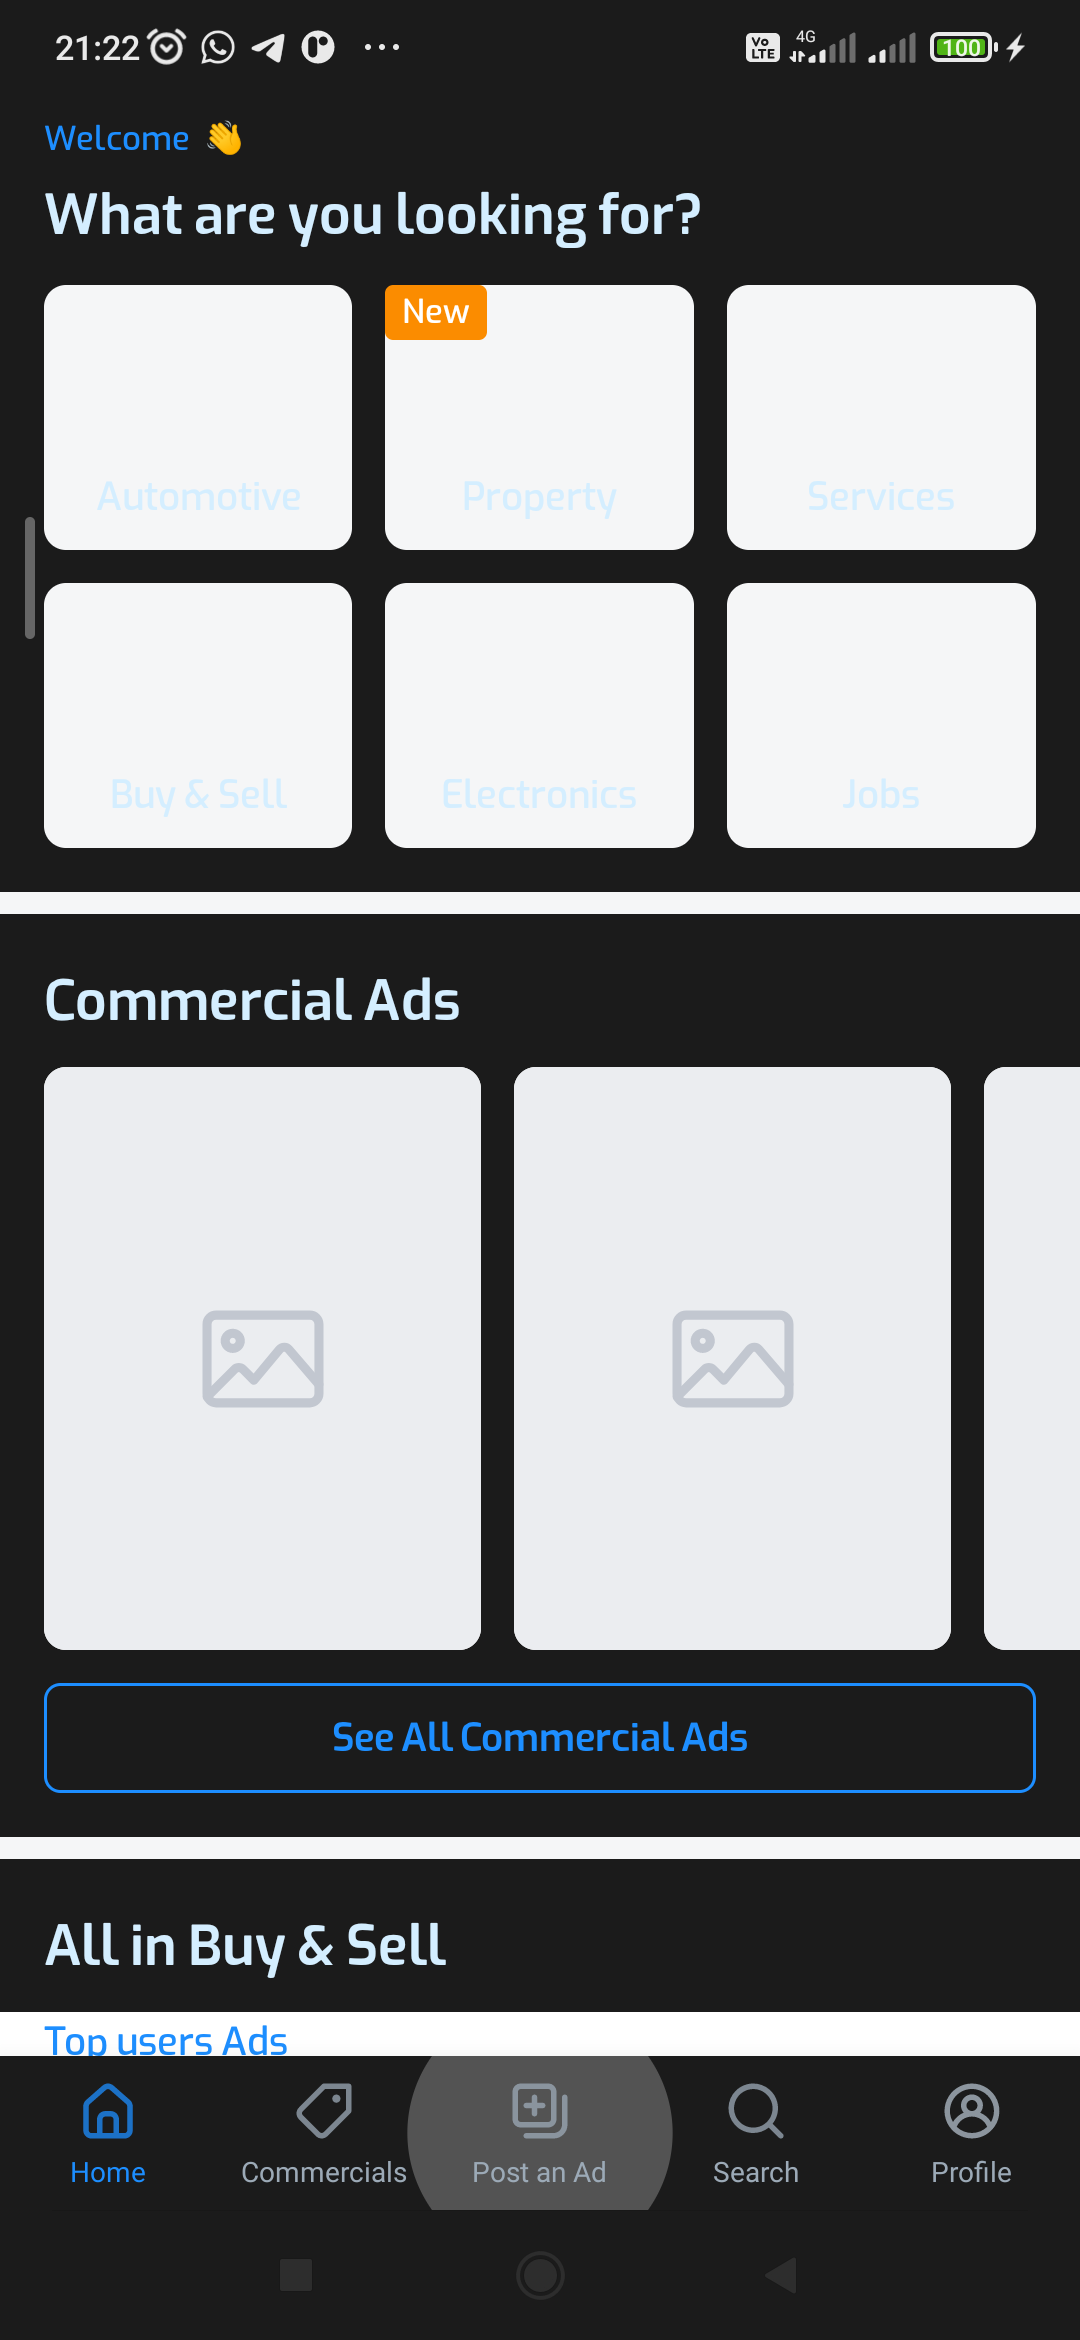 21:22
VoLTE 4G 100
Welcome 👋
What are you looking for?
New
Automotive Property Services
Buy & Sell Electronics Jobs
Commercial Ads
See All Commercial Ads
All in Buy & Sell
Top users Ads
Home Commercials Post an Ad Search Profile